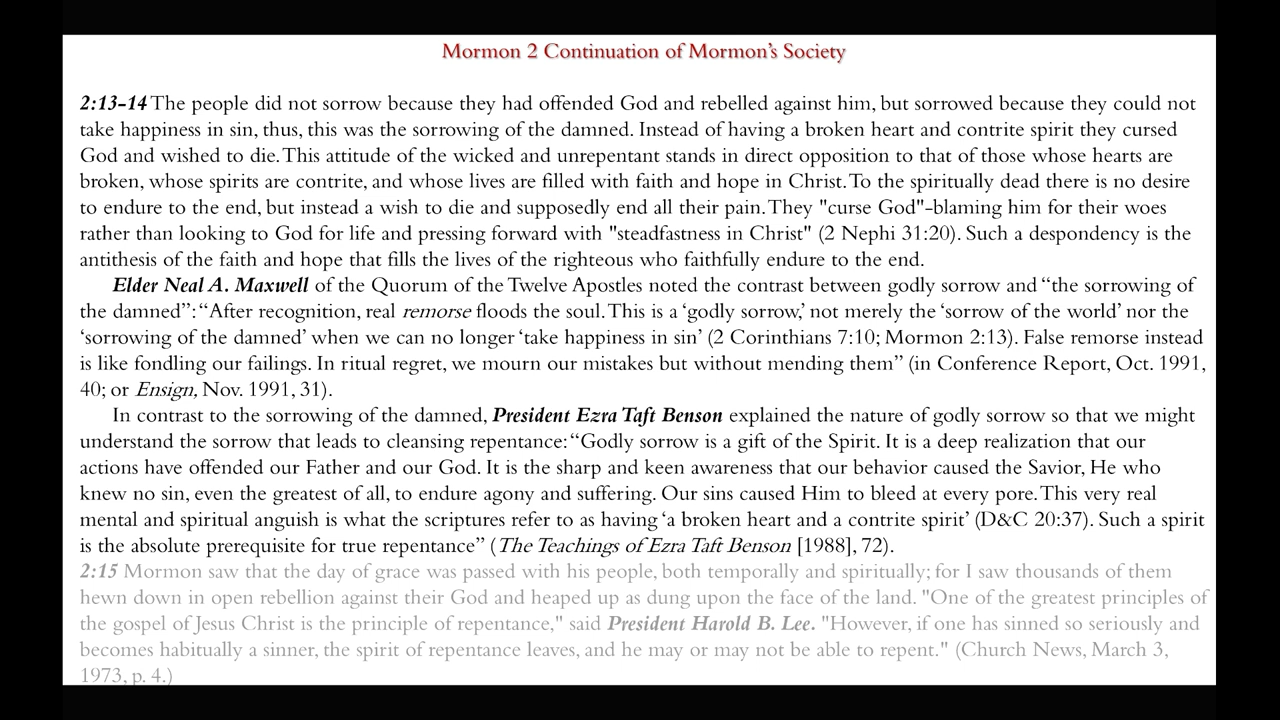 Mormon 2 Continuation of Mormon's Society
2:13-14 The people did not sorrow because they had offended God and rebelled against him, but sorrowed because they could not
take happiness in sin, thus, this was the sorrowing of the damned. Instead of having a broken heart and contrite spirit they cursed
God and wished to die. This attitude of the wicked and unrepentant stands in direct opposition to that of those whose hearts are
broken, whose spirits are contrite, and whose lives are filled with faith and hope in Christ. To the spiritually dead there is no desire
to endure to the end, but instead a wish to die and supposedly end all their pain. They "curse God"-blaming him for their woes
rather than looking to God for life and pressing forward with "steadfastness in Christ" (2 Nephi 31:20). Such a despondency is the
antithesis of the faith and hope that fills the lives of the righteous who faithfully endure to the end.
Elder Neal A. Maxwell of the Quorum of the Twelve Apostles noted the contrast between godly sorrow and “the sorrowing of
the damned”: “After recognition, real remorse floods the soul. This is a ‘godly sorrow,’ not merely the ‘sorrow of the world’ nor the
‘sorrowing of the damned’ when we can no longer ‘take happiness in sin’ (2 Corinthians 7:10; Mormon 2:13). False remorse instead
is like fondling our failings. In ritual regret, we mourn our mistakes but without mending them” (in Conference Report, Oct. 1991,
40; or Ensign, Nov. 1991, 31).
In contrast to the sorrowing of the damned, President Ezra Taft Benson explained the nature of godly sorrow so that we might
understand the sorrow that leads to cleansing repentance: “Godly sorrow is a gift of the Spirit. It is a deep realization that our
actions have offended our Father and our God. It is the sharp and keen awareness that our behavior caused the Savior, He who
knew no sin, even the greatest of all, to endure agony and suffering. Our sins caused Him to bleed at every pore. This very real
mental and spiritual anguish is what the scriptures refer to as having ‘a broken heart and a contrite spirit’ (D&C 20:37). Such a spirit
is the absolute prerequisite for true repentance” (The Teachings of Ezra Taft Benson [1988], 72).
2:15 Mormon saw that the day of grace was passed with his people, both temporally and spiritually; for I saw thousands of them
hewn down in open rebellion against their God and heaped up as dung upon the face of the land. "One of the greatest principles of
the gospel of Jesus Christ is the principle of repentance," said President Harold B. Lee. "However, if one has sinned so seriously and
becomes habitually a sinner, the spirit of repentance leaves, and he may or may not be able to repent." (Church News, March 3,
1973, p. 4.)